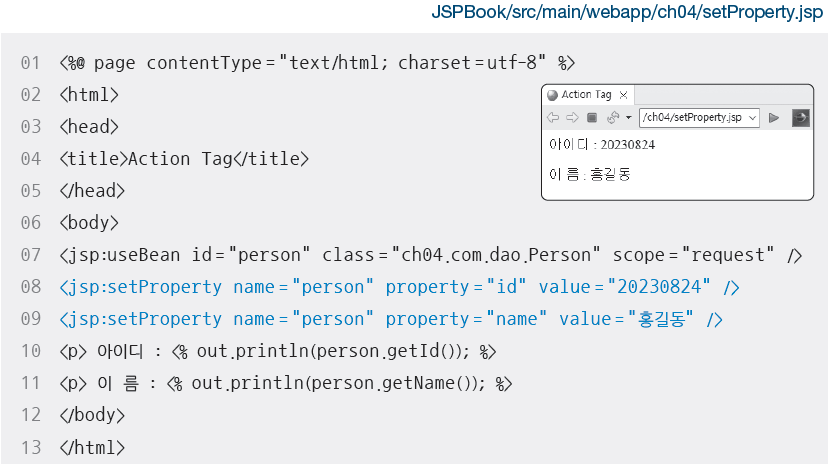 JSPBook/src/main/webapp/ch04/setProperty.jsp
01 <%@ page contentType="text/html; charset=utf-8" %>
02 <html>
03 <head>
04 <title>Action Tag</title>
05 </head>
06 <body>
07 <jsp:useBean id="person" class="ch04.com.dao.Person" scope="request" />
08 <jsp:setProperty name="person" property="id" value="20230824" />
09 <jsp:setProperty name="person" property="name" value="홍길동" />
10 <p> 아이디 : <% out.println(person.getId()); %>
11 <p> 이 름 : <% out.println(person.getName()); %>
12 </body>
13 </html>
Action Tag
/ch04/setProperty.jsp
아이디 : 20230824
이 름 : 홍길동